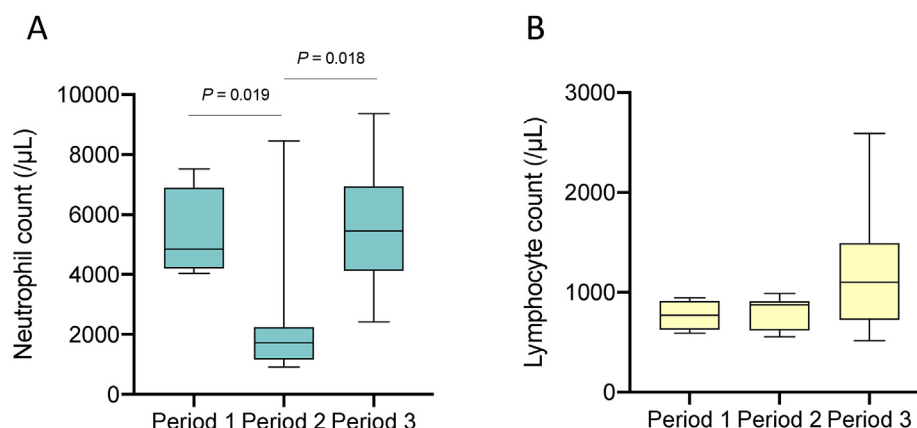 A
P = 0.019
P = 0.018
Neutrophil count (/µL)
10000
8000
6000
4000
2000
0
Period 1 Period 2 Period 3
B
Lymphocyte count (/µL)
3000
2000
1000
0
Period 1 Period 2 Period 3